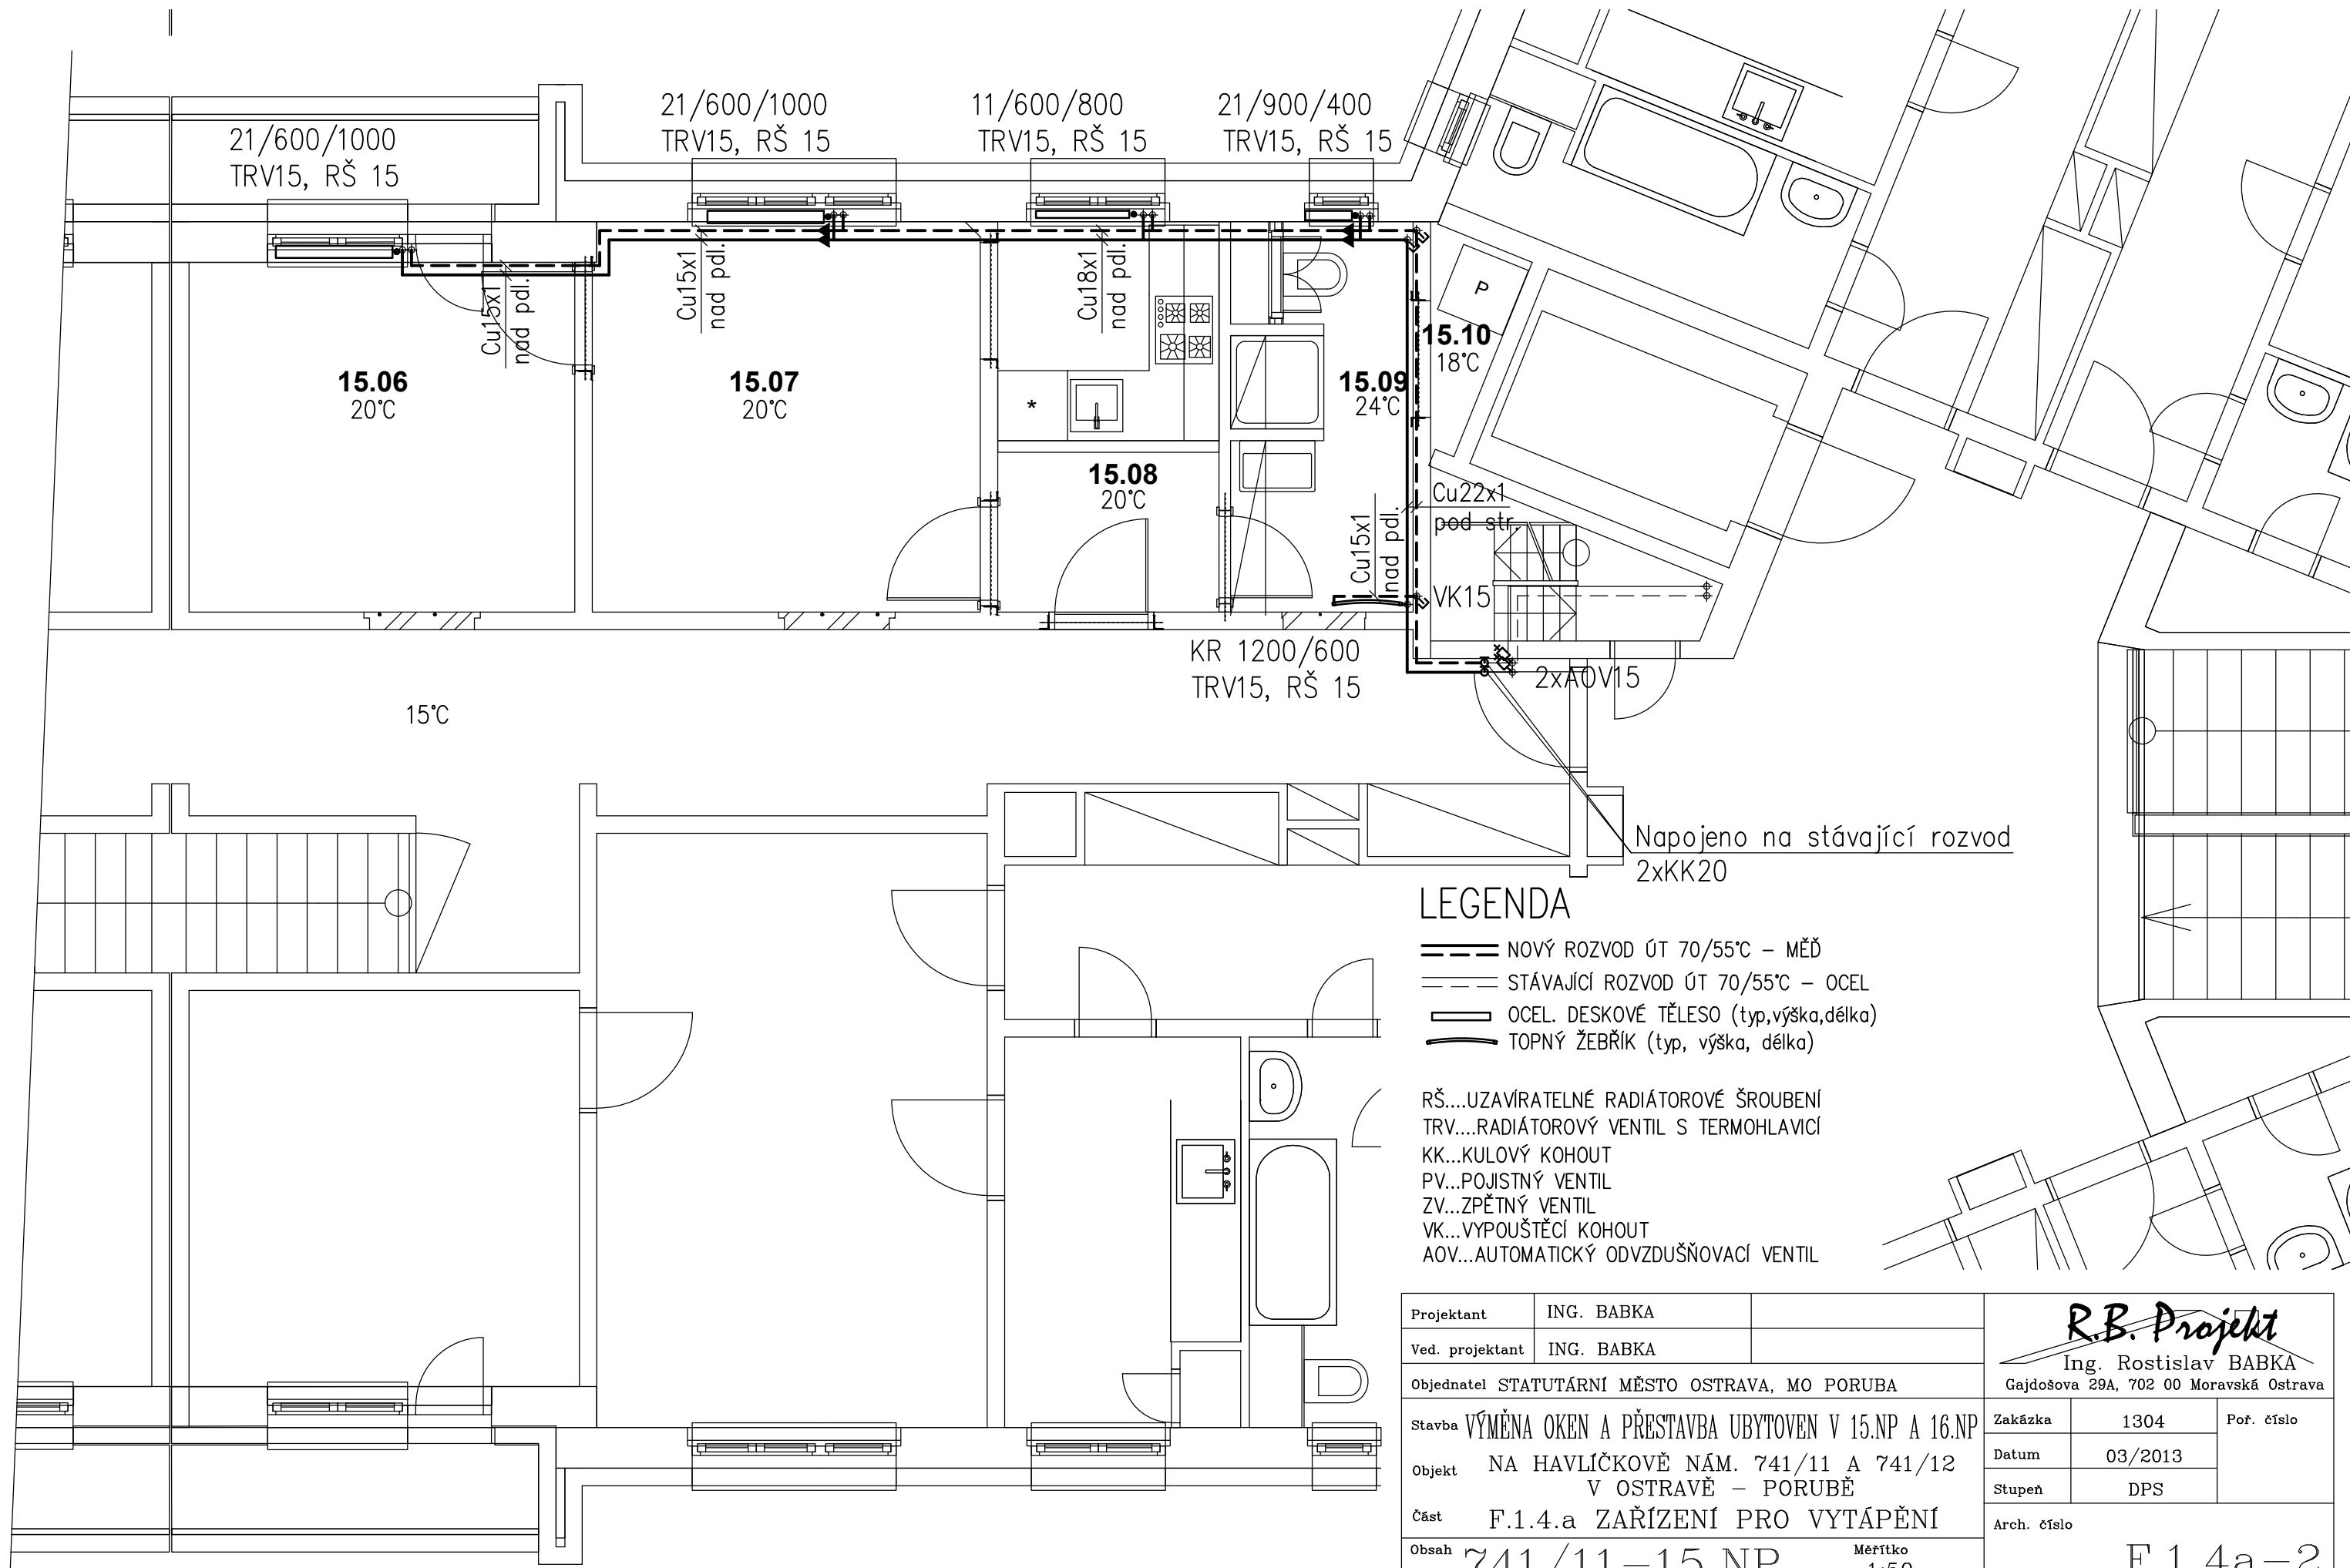 21/600/1000
TRV15, RŠ 15
21/600/1000
TRV15, RŠ 15
11/600/800
TRV15, RŠ 15
21/900/400
TRV15, RŠ 15
Cu15x1
nad pdl.
Cu15x1
nad pdl.
Cu18x1
nad pdl.
P
15.06
20°C
15.07
20°C
15.08
20°C
15.09
24°C
15.10
18°C
*
Cu22x1
pod str.
Cu15x1
nad pdl.
VK15
KR 1200/600
TRV15, RŠ 15
2xAOV15
15°C
Napojeno na stávající rozvod
2xKK20
LEGENDA
NOVÝ ROZVOD ÚT 70/55°C – MĚĎ
STÁVAJÍCÍ ROZVOD ÚT 70/55°C – OCEL
OCEL. DESKOVÉ TĚLESO (typ,výška,délka)
TOPNÝ ŽEBŘÍK (typ, výška, délka)
RŠ....UZAVÍRATELNÉ RADIÁTOROVÉ ŠROUBENÍ
TRV....RADIÁTOROVÝ VENTIL S TERMOHLAVICÍ
KK...KULOVÝ KOHOUT
PV...POJISTNÝ VENTIL
ZV...ZPĚTNÝ VENTIL
VK...VYPOUŠTĚCÍ KOHOUT
AOV...AUTOMATICKÝ ODVZDUŠŇOVACÍ VENTIL
Projektant ING. BABKA
Ved. projektant ING. BABKA
Objednatel STATUTÁRNÍ MĚSTO OSTRAVA, MO PORUBA
Stavba VÝMĚNA OKEN A PŘESTAVBA UBYTOVEN V 15.NP A 16.NP
Objekt NA HAVLÍČKOVĚ NÁM. 741/11 A 741/12
V OSTRAVĚ – PORUBĚ
Část F.1.4.a ZAŘÍZENÍ PRO VYTÁPĚNÍ
Obsah 741/11–15.NP Měřítko
1:50
R.B. Projekt
Ing. Rostislav BABKA
Gajdošova 29A, 702 00 Moravská Ostrava
Zakázka 1304 Poř. číslo
Datum 03/2013
Stupeň DPS
Arch. číslo
F.1.4a–2